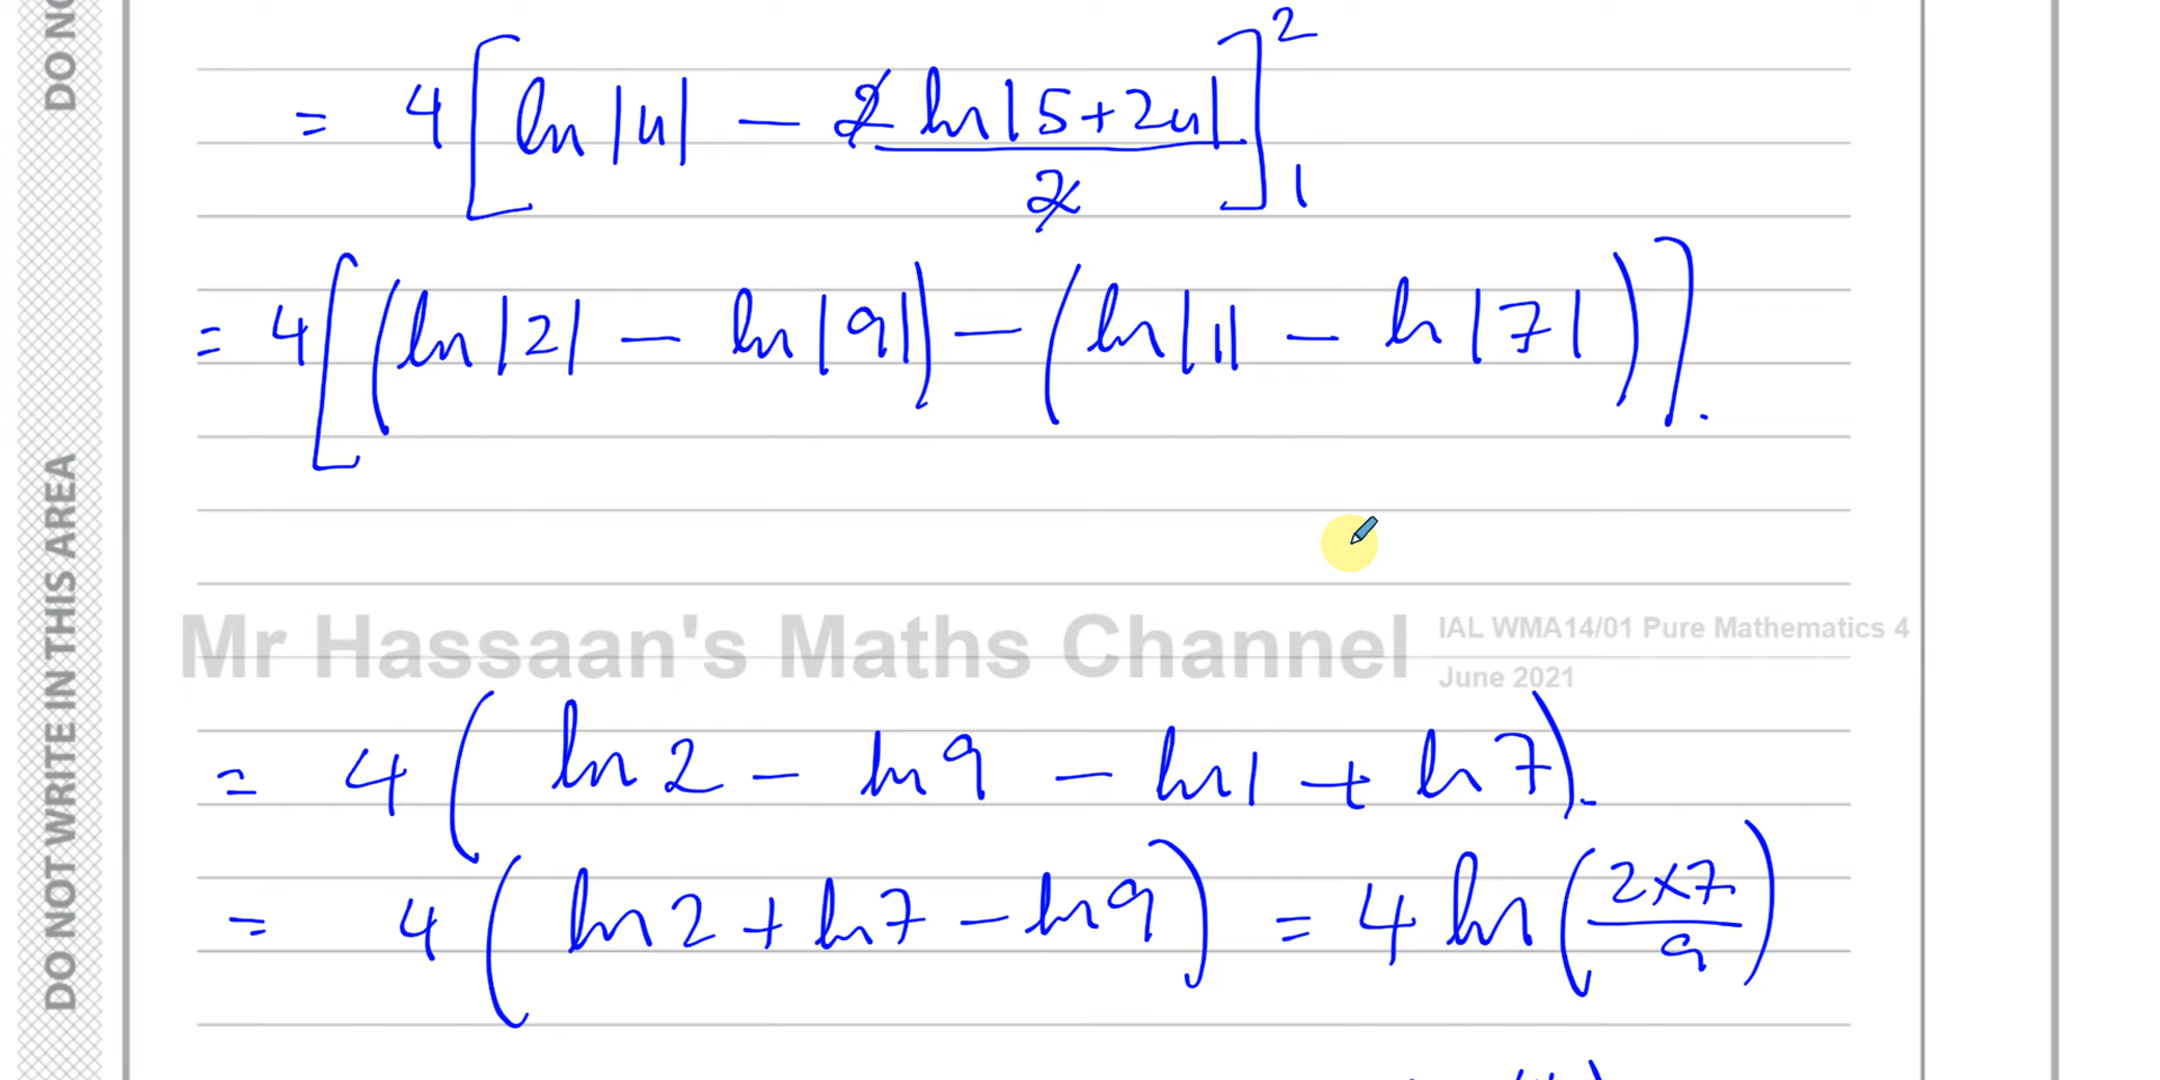 DO NO
= 4[ln|u| − 2 ln|5+2u| / 2]₁²
= 4[(ln|2| − ln|9|) − (ln|1| − ln|7|)].
DO NOT WRITE IN THIS AREA
Mr Hassaan's Maths Channel
IAL WMA14/01 Pure Mathematics 4
June 2021
= 4(ln2 − ln9 − ln1 + ln7).
= 4(ln2 + ln7 − ln9) = 4 ln(2×7 / 9)